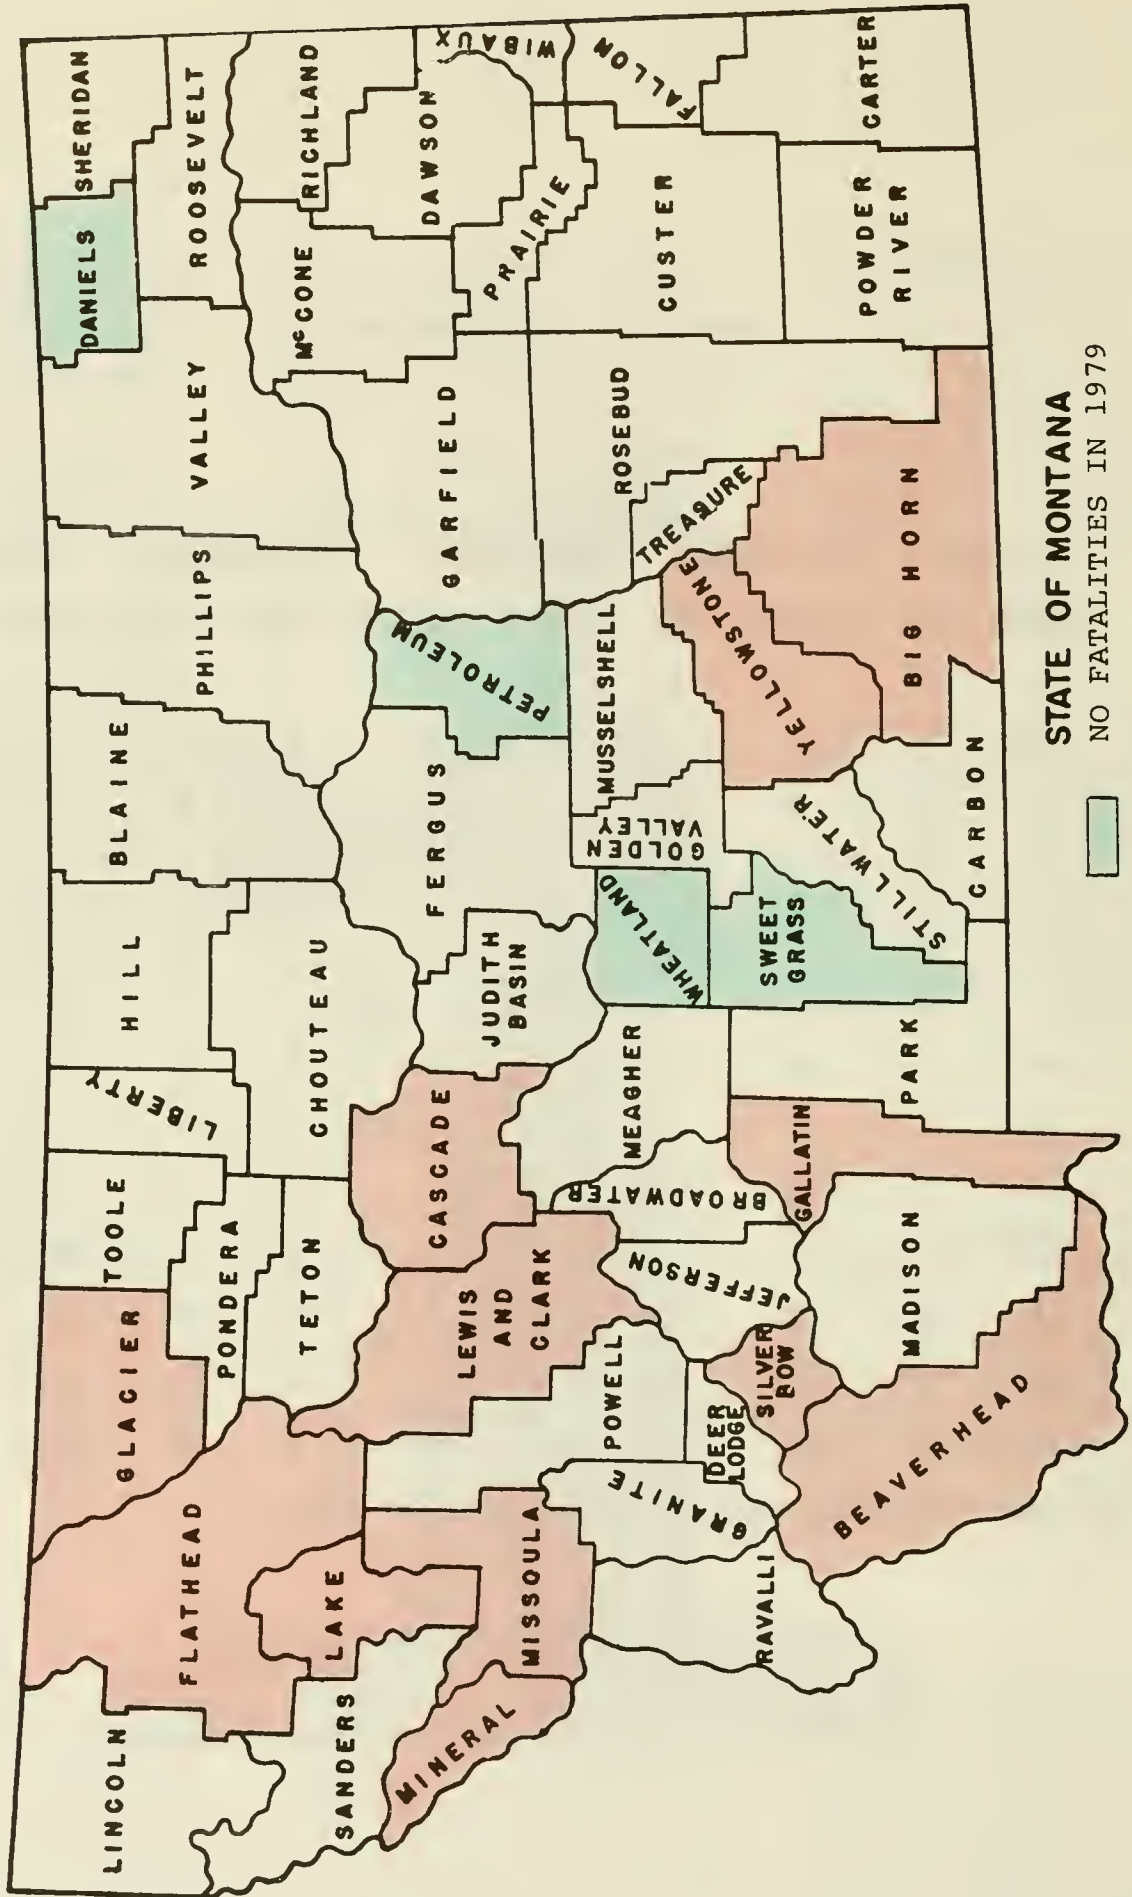 LINCOLN
FLATHEAD
GLACIER
TOOLE
LIBERTY
HILL
BLAINE
PHILLIPS
VALLEY
DANIELS
SHERIDAN
ROOSEVELT
SANDERS
LAKE
PONDERA
TETON
CHOUTEAU
MCCONE
RICHLAND
MINERAL
MISSOULA
POWELL
LEWIS
AND
CLARK
CASCADE
JUDITH
BASIN
FERGUS
PETROLEUM
GARFIELD
PRAIRIE
DAWSON
WIBAUX
GRANITE
RAVALLI
DEER
LODGE
SILVER
BOW
JEFFERSON
BROADWATER
MEAGHER
WHEATLAND
GOLDEN
VALLEY
MUSSELSHELL
TREASURE
ROSEBUD
CUSTER
FALLON
BEAVERHEAD
MADISON
GALLATIN
PARK
SWEET
GRASS
STILLWATER
YELLOWSTONE
CARBON
BIG HORN
POWDER
RIVER
CARTER
STATE OF MONTANA
NO FATALITIES IN 1979